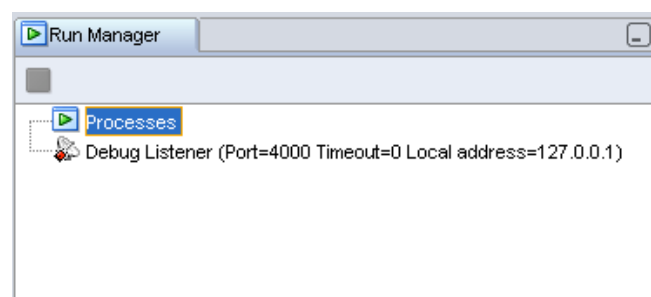 Run Manager
Processes
Debug Listener (Port=4000 Timeout=0 Local address=127.0.0.1)